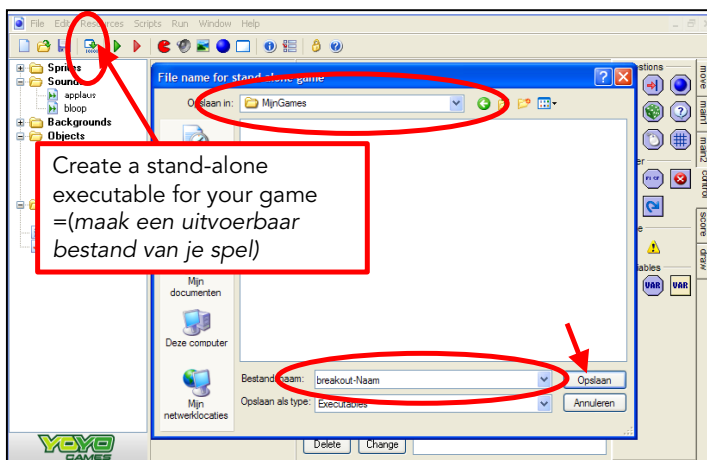 File Edit Resources Scripts Run Window Help
Sprites
Sounds
applaus
bloop
Backgrounds
Objects
File name for stand-alone game
Opslaan in: MijnGames
Create a stand-alone
executable for your game
=(maak een uitvoerbaar
bestand van je spel)
Mijn
documenten
Deze computer
Mijn
netwerklocaties
Bestandsnaam: breakout-Naam Opslaan
Opslaan als type: Executables Annuleren
Delete Change
YOYO
GAMES
VAR VAR
move
main1
main2
control
score
draw